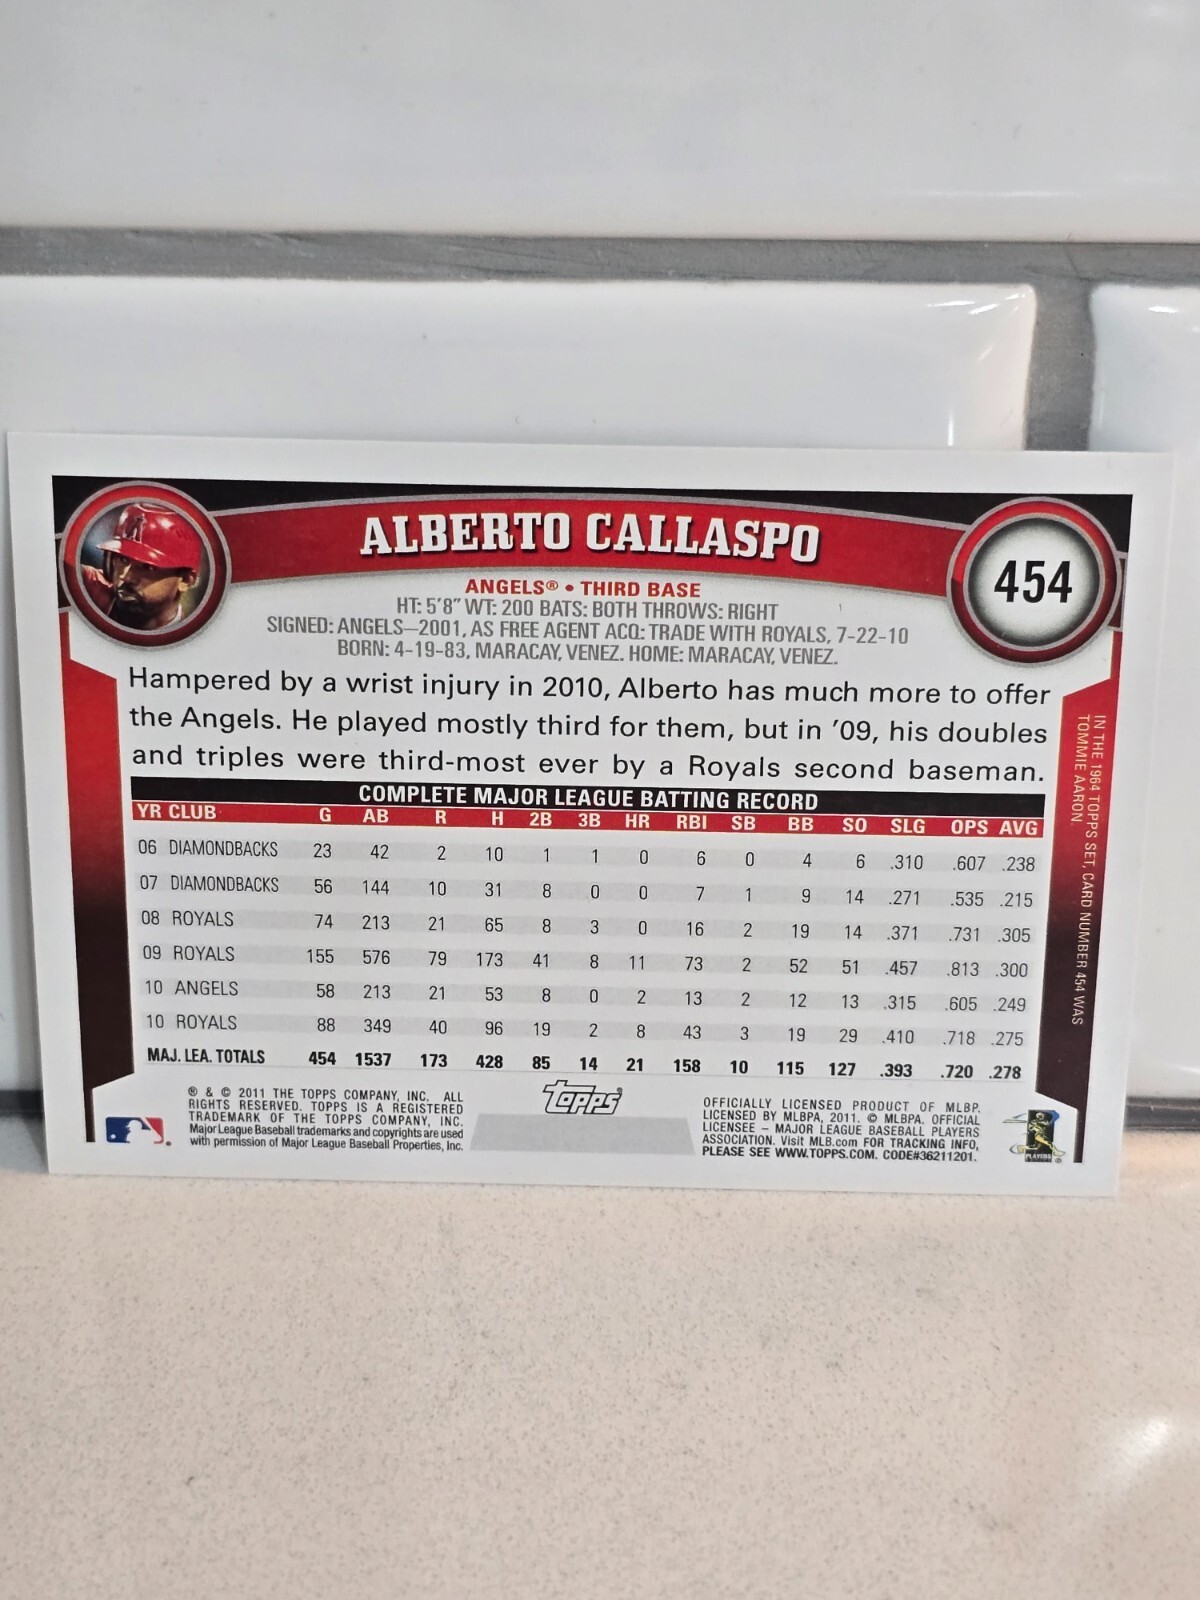 ALBERTO CALLASPO
454
ANGELS® • THIRD BASE
HT: 5'8" WT: 200 BATS: BOTH THROWS: RIGHT
SIGNED: ANGELS–2001, AS FREE AGENT ACQ: TRADE WITH ROYALS, 7-22-10
BORN: 4-19-83, MARACAY, VENEZ. HOME: MARACAY, VENEZ.
Hampered by a wrist injury in 2010, Alberto has much more to offer
the Angels. He played mostly third for them, but in '09, his doubles
and triples were third-most ever by a Royals second baseman.
COMPLETE MAJOR LEAGUE BATTING RECORD
YR CLUB G AB R H 2B 3B HR RBI SB BB SO SLG OPS AVG
06 DIAMONDBACKS 23 42 2 10 1 1 0 6 0 4 6 .310 .607 .238
07 DIAMONDBACKS 56 144 10 31 8 0 0 7 1 9 14 .271 .535 .215
08 ROYALS 74 213 21 65 8 3 0 16 2 19 14 .371 .731 .305
09 ROYALS 155 576 79 173 41 8 11 73 2 52 51 .457 .813 .300
10 ANGELS 58 213 21 53 8 0 2 13 2 12 13 .315 .605 .249
10 ROYALS 88 349 40 96 19 2 8 43 3 19 29 .410 .718 .275
MAJ. LEA. TOTALS 454 1537 173 428 85 14 21 158 10 115 127 .393 .720 .278
IN THE 1964 TOPPS SET, CARD NUMBER 454 WAS
TOMMIE AARON.
® & © 2011 THE TOPPS COMPANY, INC. ALL
RIGHTS RESERVED. TOPPS IS A REGISTERED
TRADEMARK OF THE TOPPS COMPANY, INC.
Major League Baseball trademarks and copyrights are used
with permission of Major League Baseball Properties, Inc.
topps®
OFFICIALLY LICENSED PRODUCT OF MLBP.
LICENSED BY MLBPA, 2011. © MLBPA. OFFICIAL
LICENSEE – MAJOR LEAGUE BASEBALL PLAYERS
ASSOCIATION. Visit MLB.com FOR TRACKING INFO,
PLEASE SEE WWW.TOPPS.COM. CODE#36211201.
PLAYERS